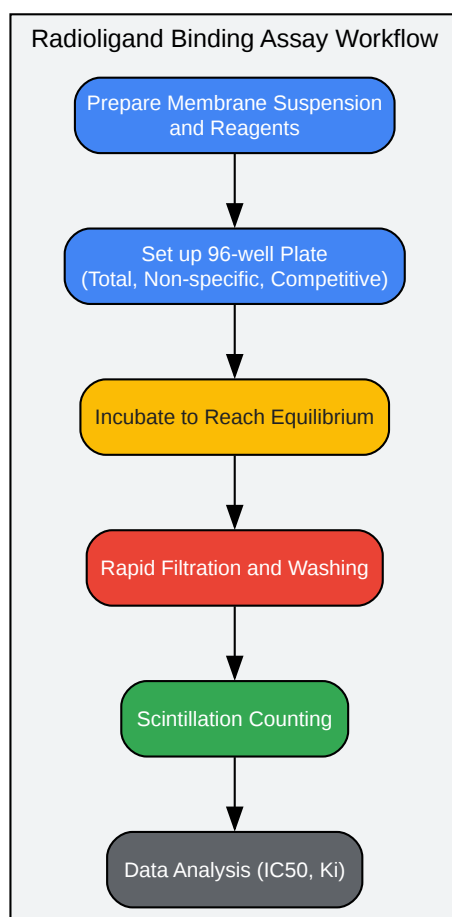 Radioligand Binding Assay Workflow
Prepare Membrane Suspension
and Reagents
Set up 96-well Plate
(Total, Non-specific, Competitive)
Incubate to Reach Equilibrium
Rapid Filtration and Washing
Scintillation Counting
Data Analysis (IC50, Ki)